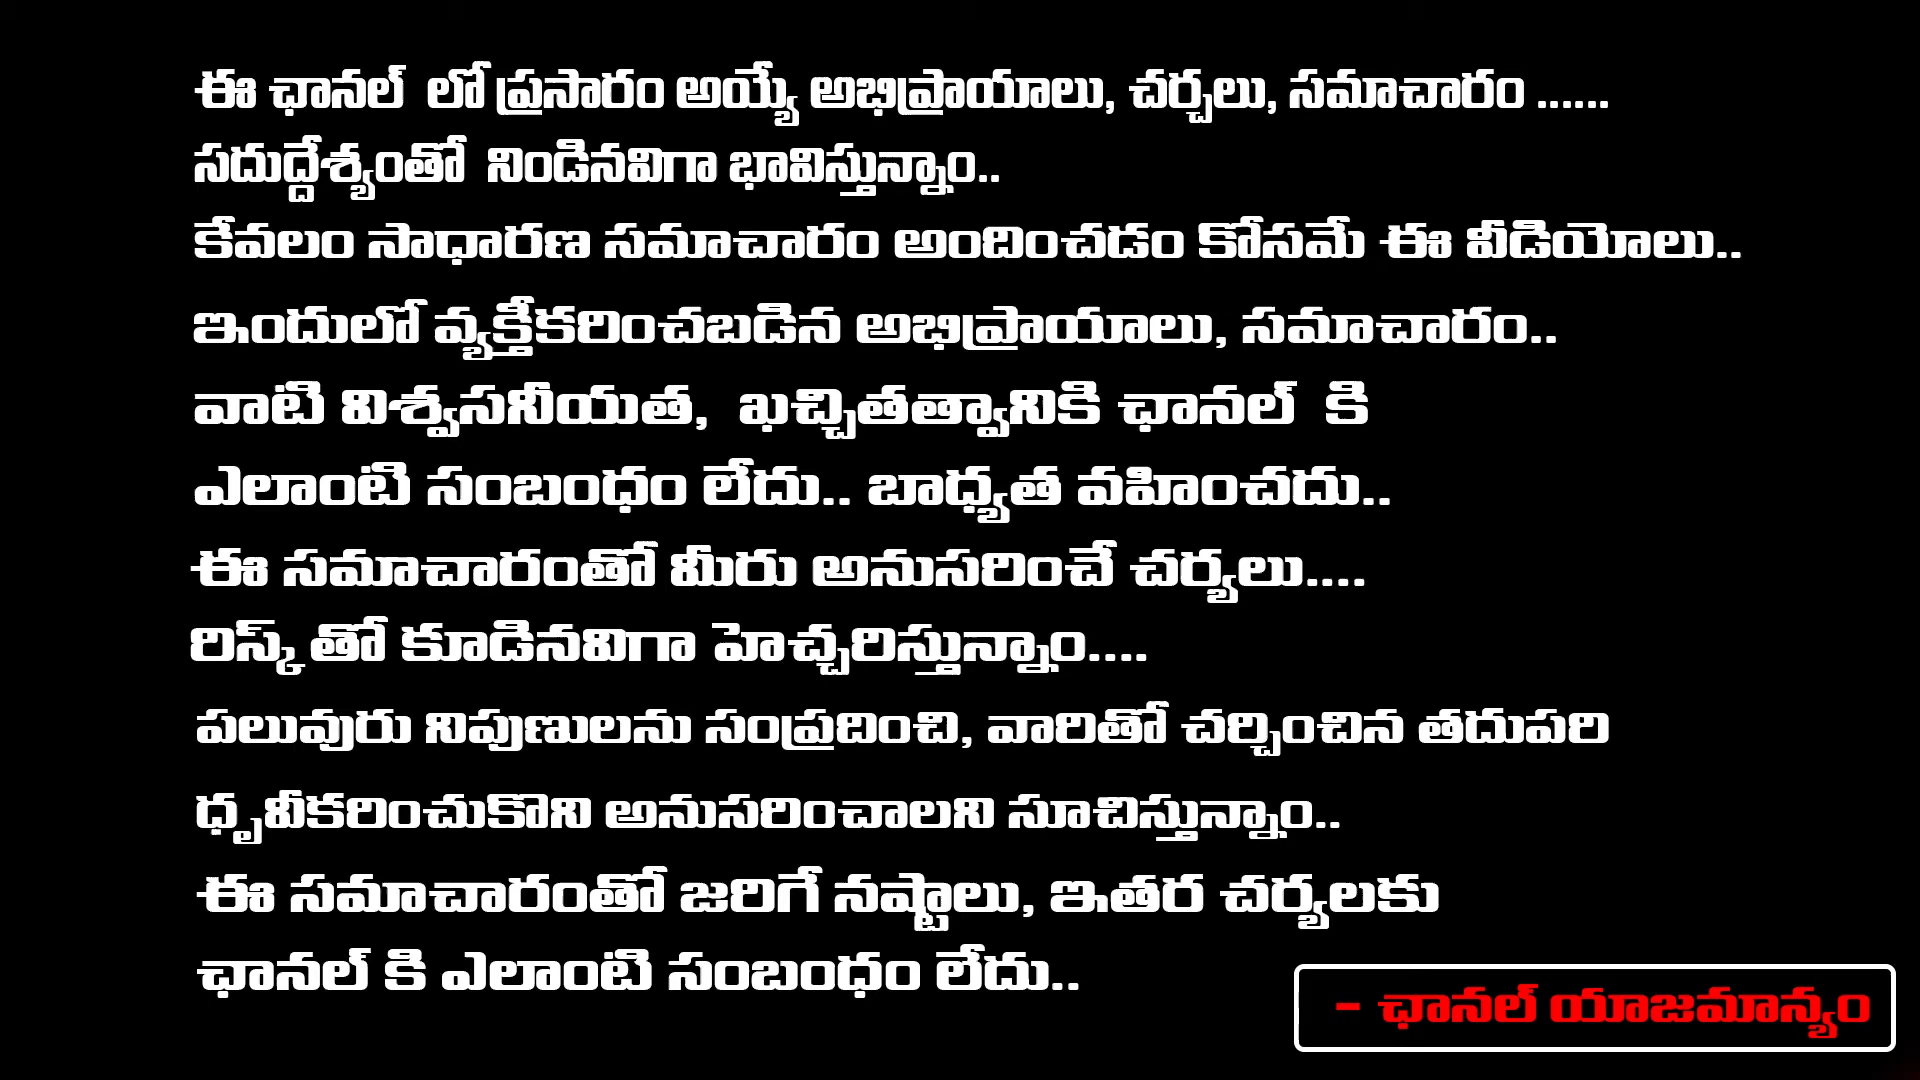 ఈ ఛానల్ లో ప్రసారం అయ్యే అభిప్రాయాలు, చర్చలు, సమాచారం ......
సదుద్దేశ్యంతో నిండినవిగా భావిస్తున్నాం..
కేవలం సాధారణ సమాచారం అందించడం కోసమే ఈ వీడియోలు..
ఇందులో వ్యక్తీకరించబడిన అభిప్రాయాలు, సమాచారం..
వాటి విశ్వసనీయత, ఖచ్చితత్వానికి ఛానల్ కి
ఎలాంటి సంబంధం లేదు.. బాధ్యత వహించదు..
ఈ సమాచారంతో మీరు అనుసరించే చర్యలు....
రిస్క్ తో కూడినవిగా హెచ్చరిస్తున్నాం....
పలువురు నిపుణులను సంప్రదించి, వారితో చర్చించిన తదుపరి
ధృవీకరించుకొని అనుసరించాలని సూచిస్తున్నాం..
ఈ సమాచారంతో జరిగే నష్టాలు, ఇతర చర్యలకు
ఛానల్ కి ఎలాంటి సంబంధం లేదు..
- ఛానల్ యాజమాన్యం